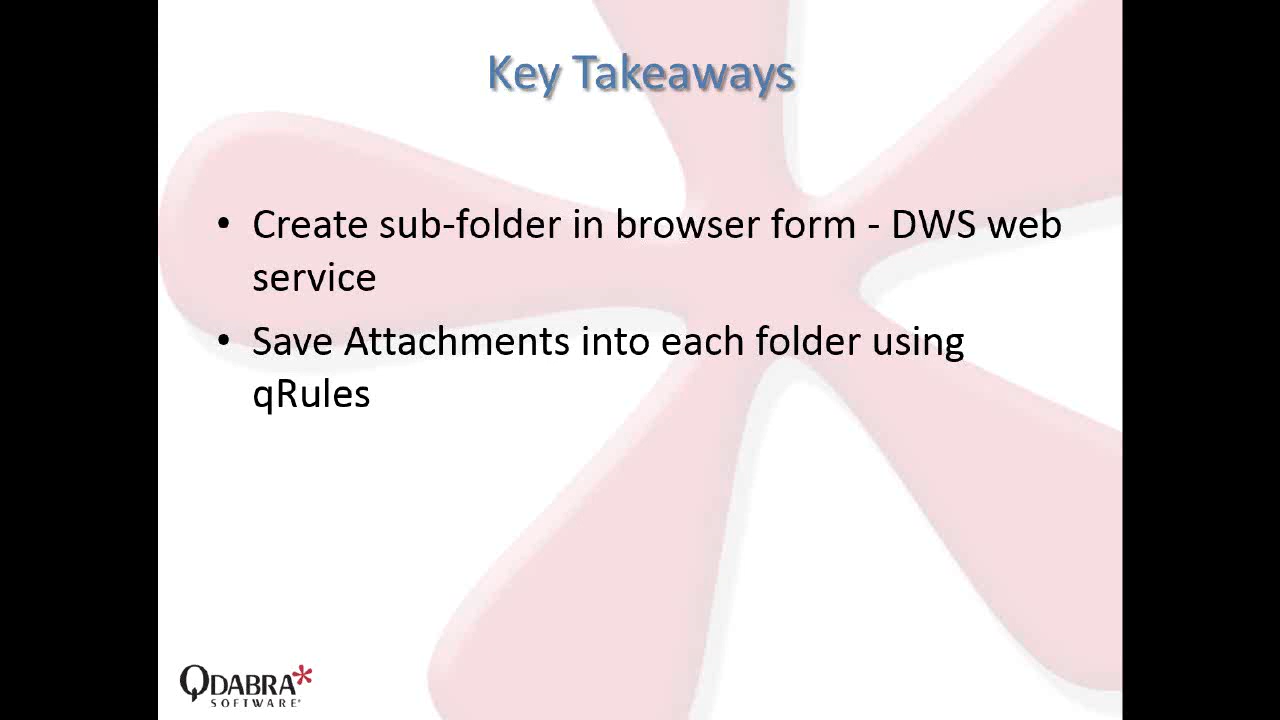 Key Takeaways
• Create sub-folder in browser form - DWS web
service
• Save Attachments into each folder using
qRules
QDABRA*
SOFTWARE